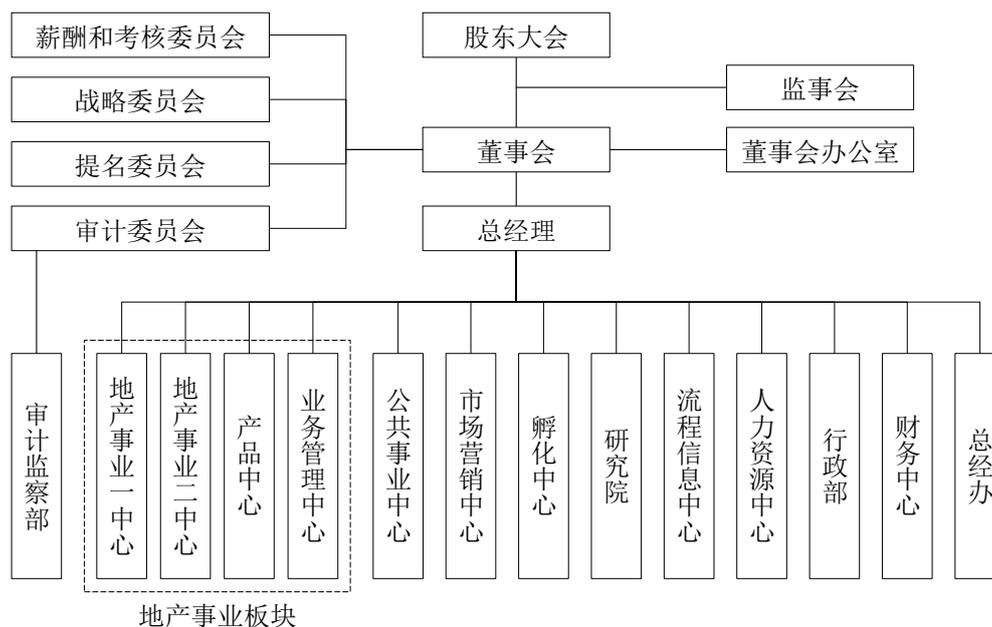 薪酬和考核委员会
股东大会
战略委员会
监事会
提名委员会
董事会
董事会办公室
审计委员会
总经理
审计监察部
地产事业一中心
地产事业二中心
产品中心
业务管理中心
公共事业中心
市场营销中心
孵化中心
研究院
流程信息中心
人力资源中心
行政部
财务中心
总经办
地产事业板块